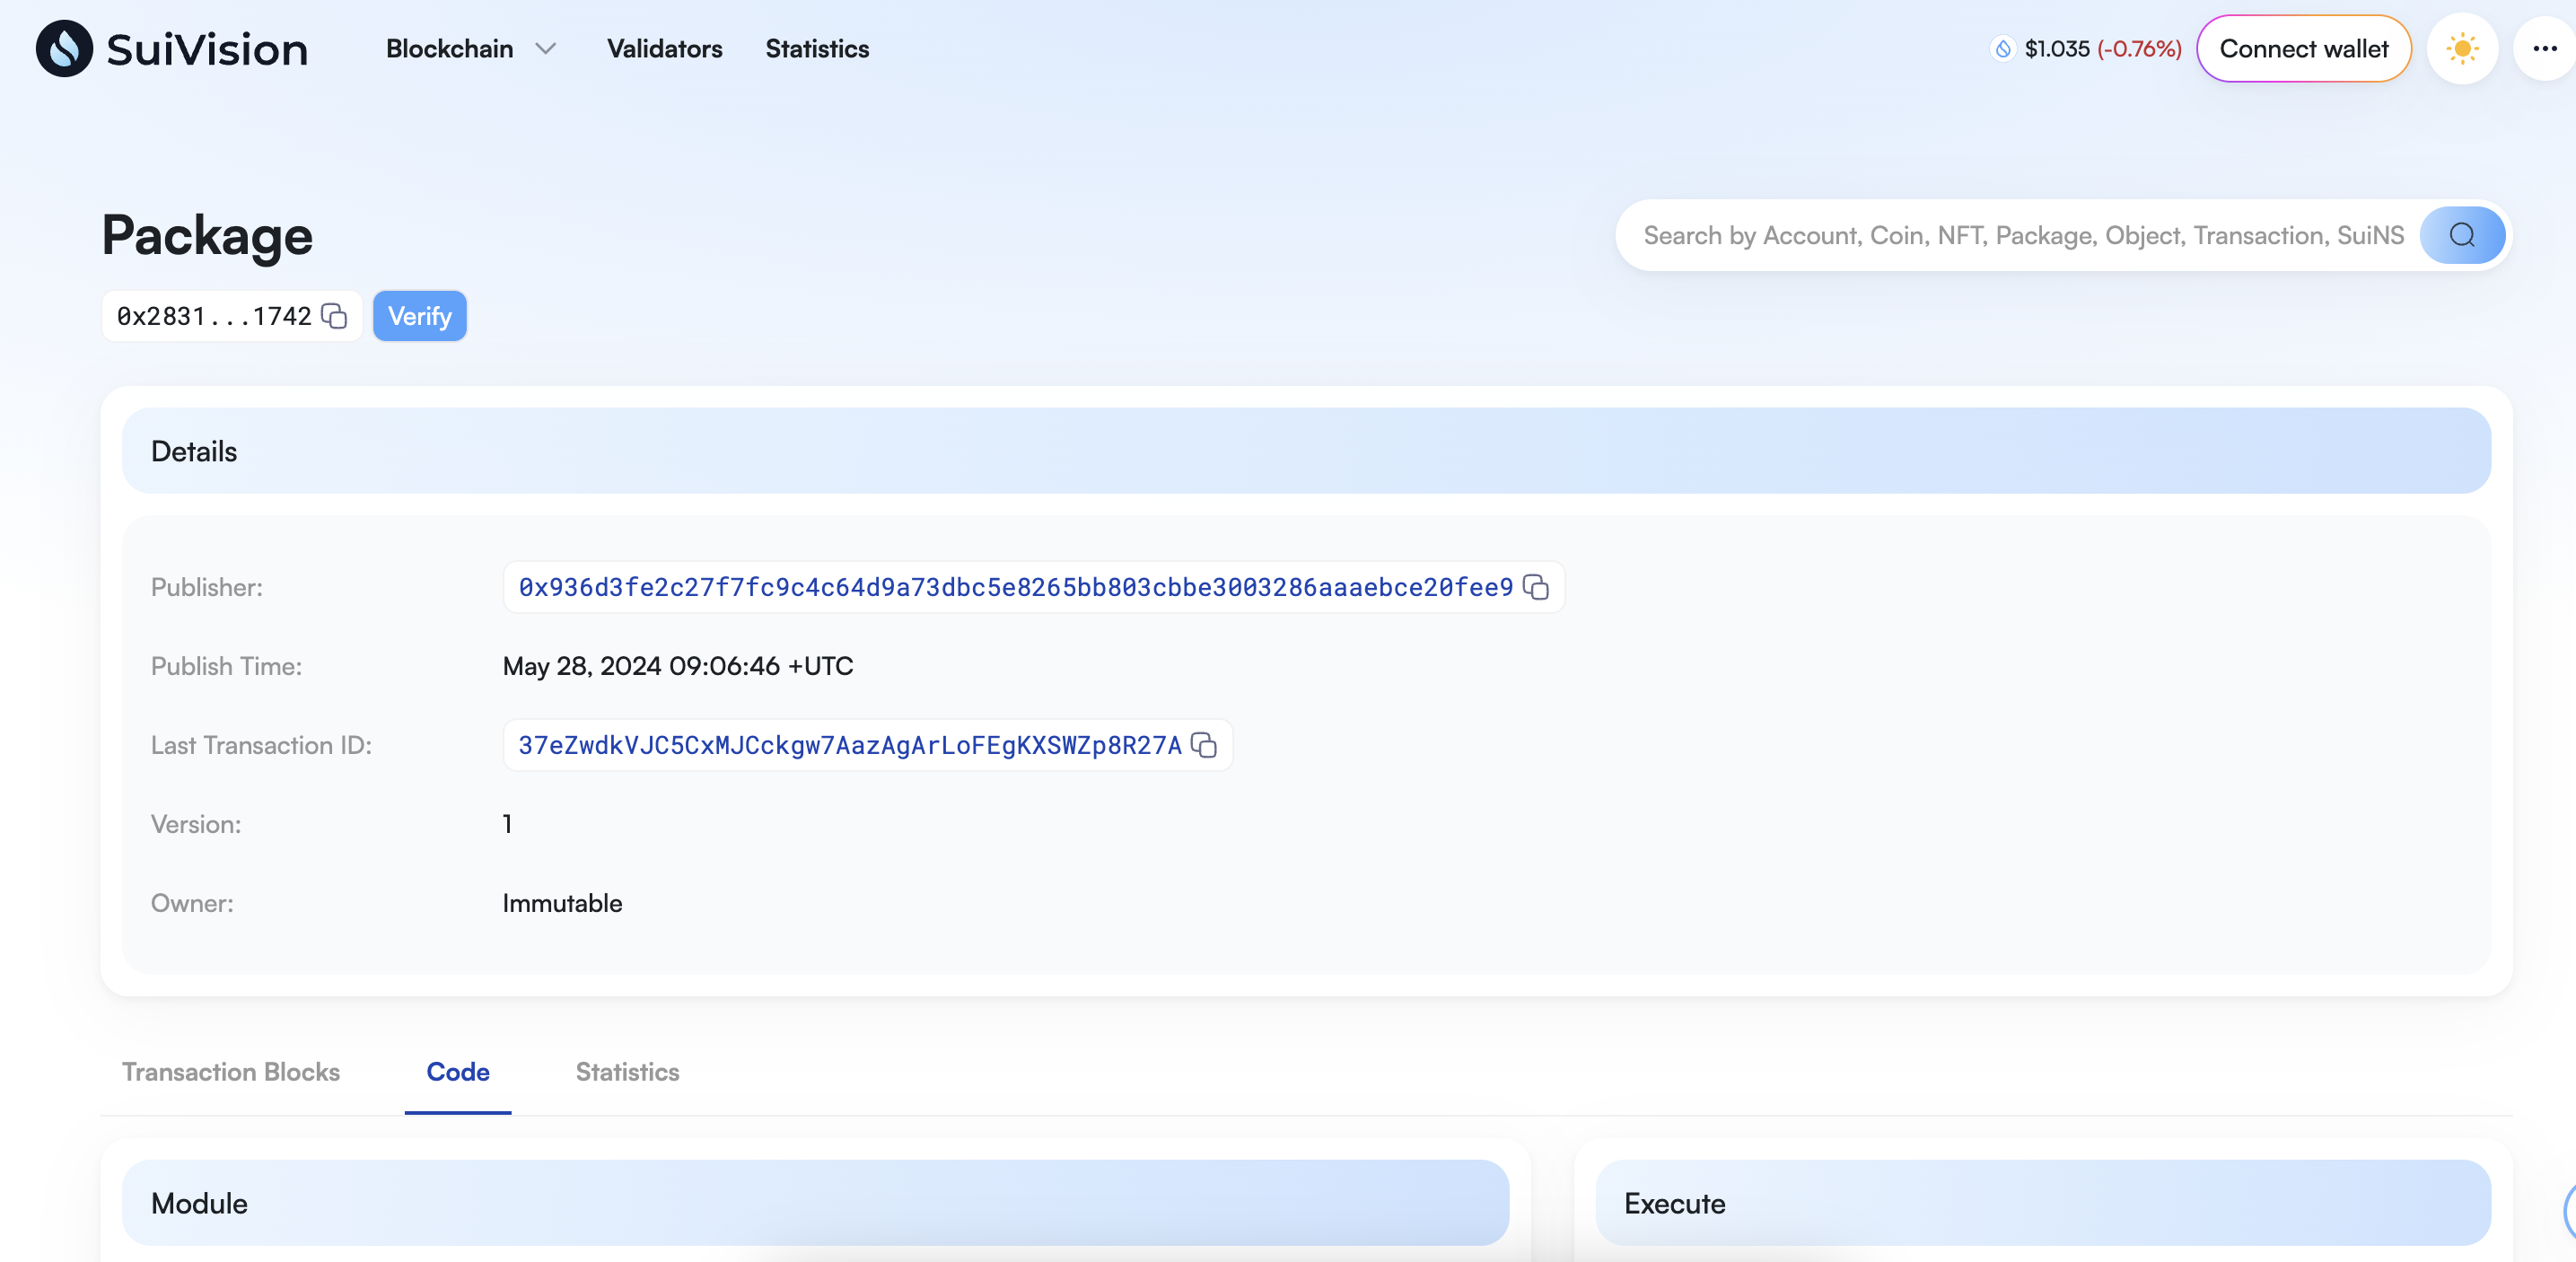 SuiVision Blockchain Validators Statistics $1.035 (-0.76%) Connect wallet
Package
Search by Account, Coin, NFT, Package, Object, Transaction, SuiNS
0x2831...1742 Verify
Details
Publisher: 0x936d3fe2c27f7fc9c4c64d9a73dbc5e8265bb803cbbe3003286aaaebce20fee9
Publish Time: May 28, 2024 09:06:46 +UTC
Last Transaction ID: 37eZwdkVJC5CxMJCckgw7AazAgArLoFEgKXSWZp8R27A
Version: 1
Owner: Immutable
Transaction Blocks Code Statistics
Module Execute